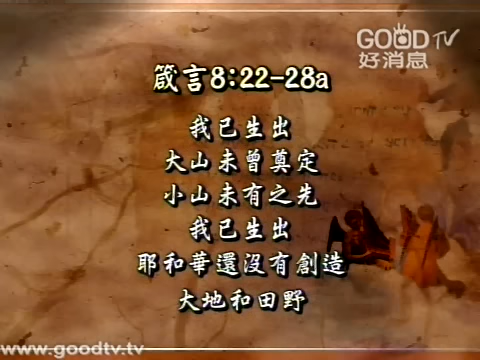 GOOD TV
好消息
箴言8:22-28a
我已生出
大山未曾奠定
小山未有之先
我已生出
耶和華還沒有創造
大地和田野
www.goodtv.tv